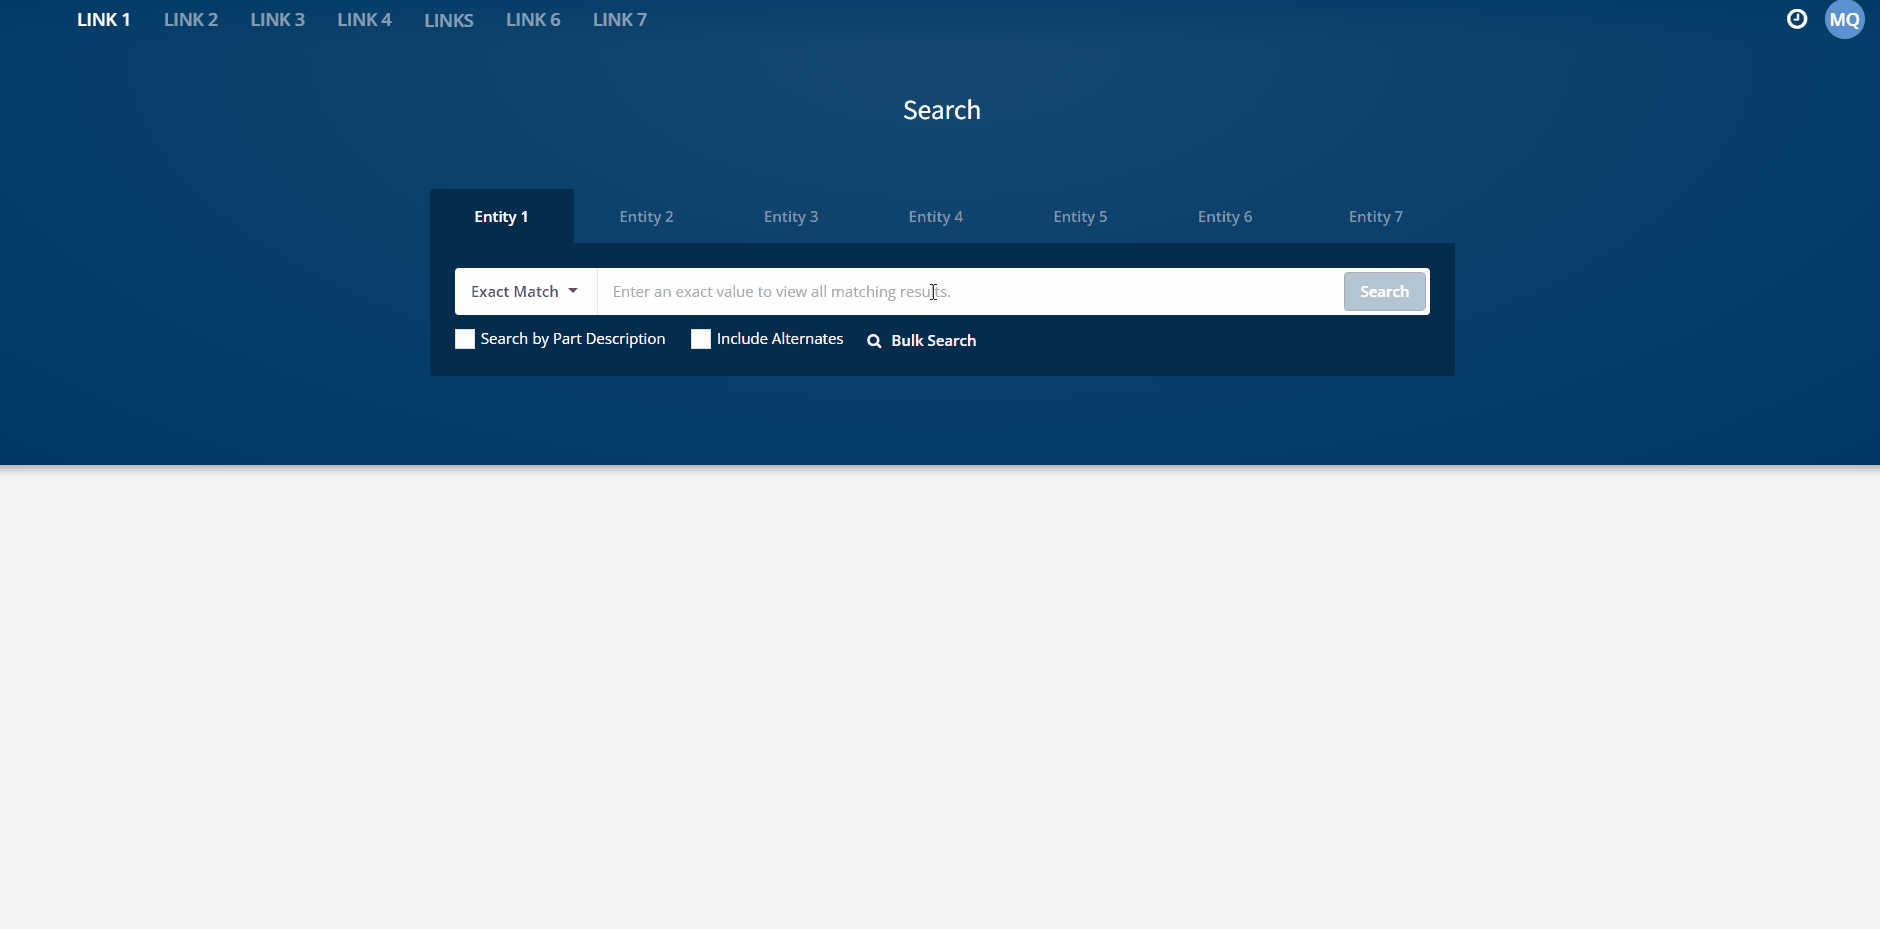 LINK 1 LINK 2 LINK 3 LINK 4 LINKS LINK 6 LINK 7 MQ
Search
Entity 1 Entity 2 Entity 3 Entity 4 Entity 5 Entity 6 Entity 7
Exact Match Enter an exact value to view all matching results. Search
Search by Part Description Include Alternates Bulk Search